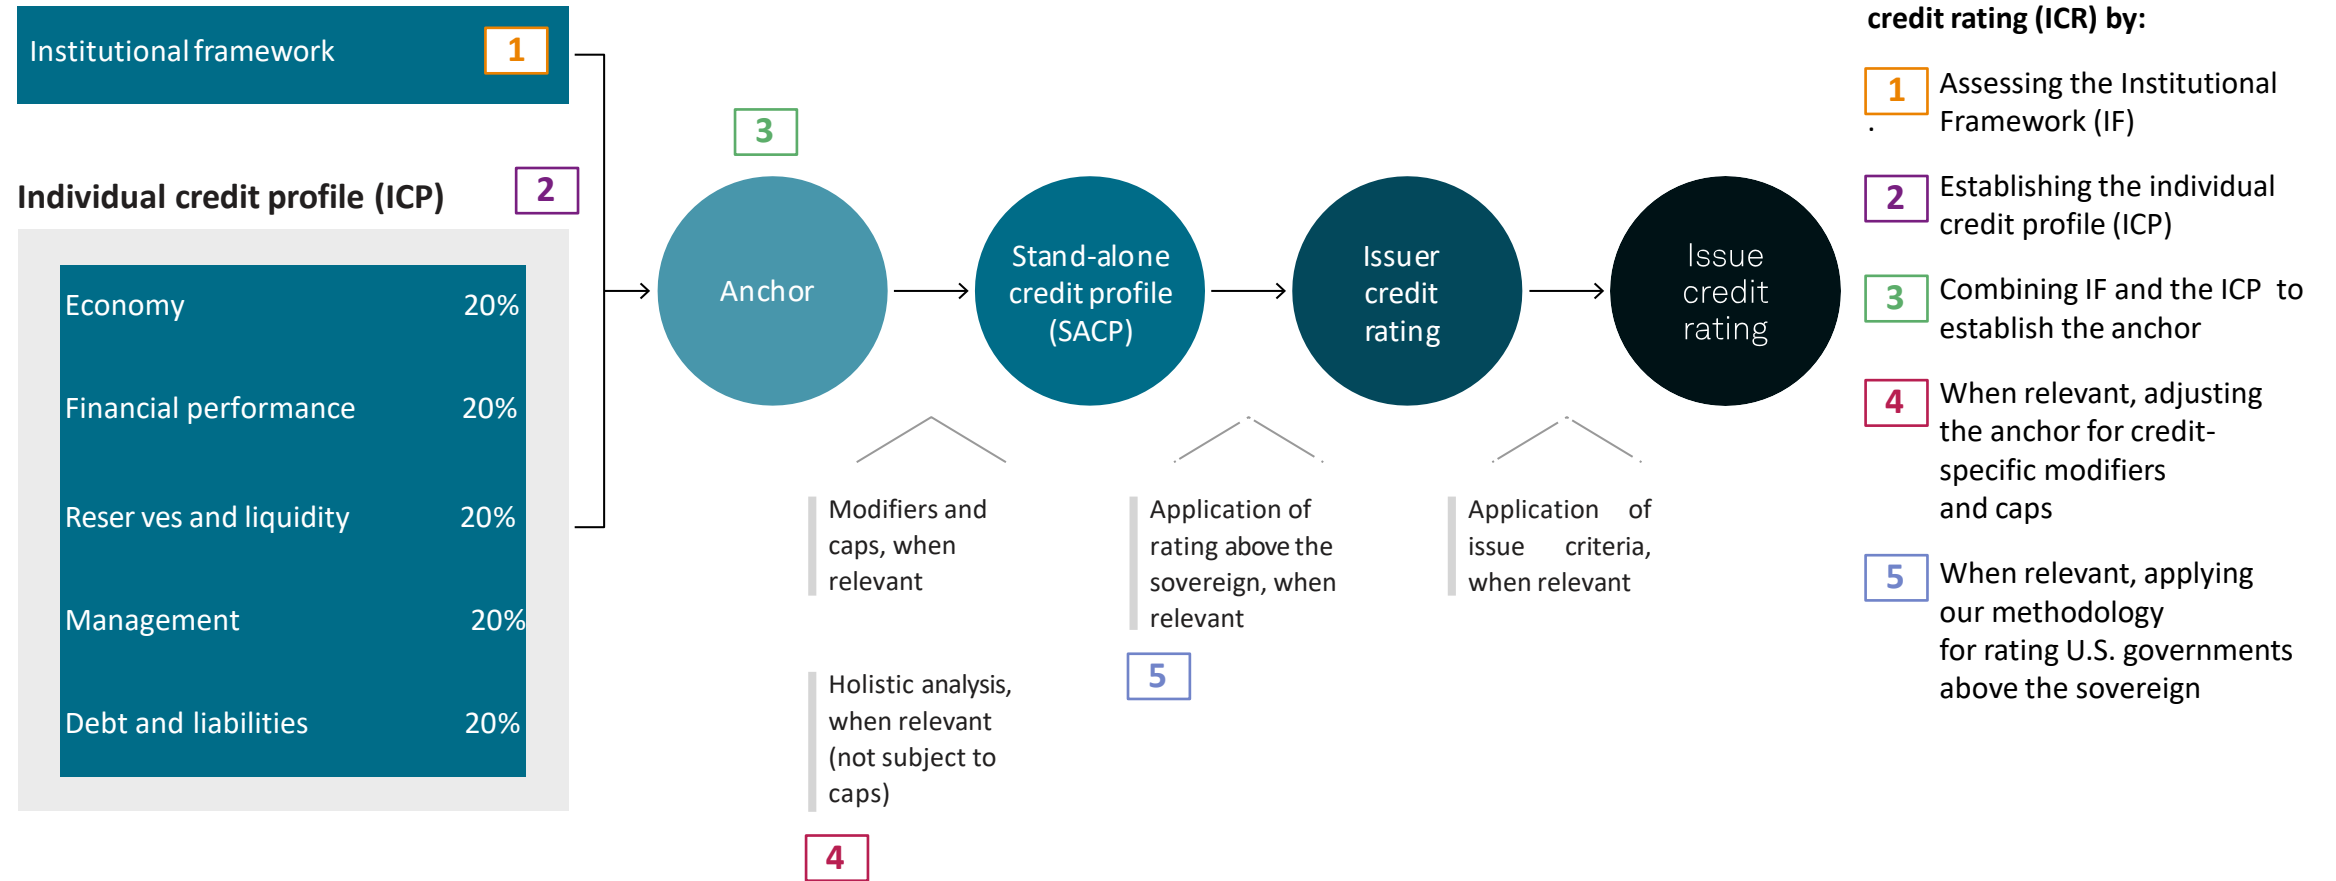 Institutional framework
1
Individual credit profile (ICP)
2
Economy 20%
Financial performance 20%
Reser ves and liquidity 20%
Management 20%
Debt and liabilities 20%
3
Anchor
Stand-alone
credit profile
(SACP)
Issuer
credit
rating
Issue
credit
rating
Modifiers and
caps, when
relevant
Holistic analysis,
when relevant
(not subject to
caps)
4
Application of
rating above the
sovereign, when
relevant
5
Application of
issue criteria,
when relevant
credit rating (ICR) by:
1 Assessing the Institutional
. Framework (IF)
2 Establishing the individual
credit profile (ICP)
3 Combining IF and the ICP to
establish the anchor
4 When relevant, adjusting
the anchor for credit-
specific modifiers
and caps
5 When relevant, applying
our methodology
for rating U.S. governments
above the sovereign